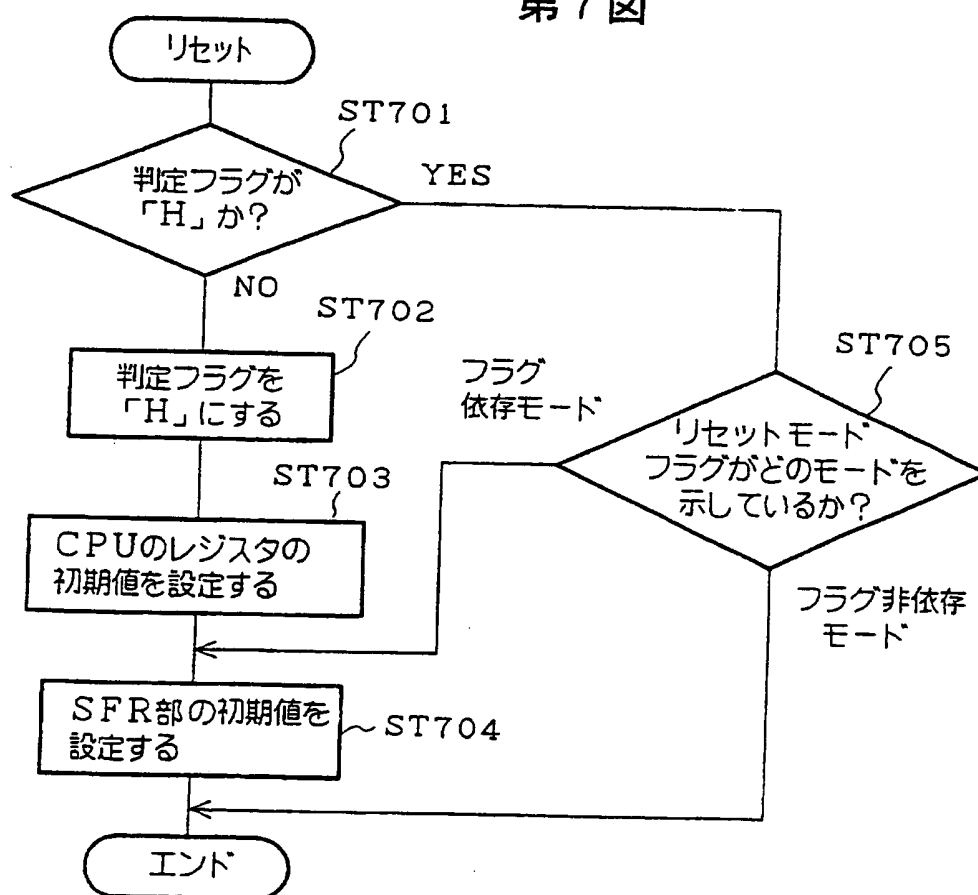 第7図
リセット
ST701
判定フラグが
「H」か?
YES
NO
ST702
判定フラグを
「H」にする
ST703
CPUのレジスタの
初期値を設定する
フラグ
依存モード
ST705
リセットモード
フラグがどのモードを
示しているか?
フラグ非依存
モード
SFR部の初期値を
設定する
ST704
エンド